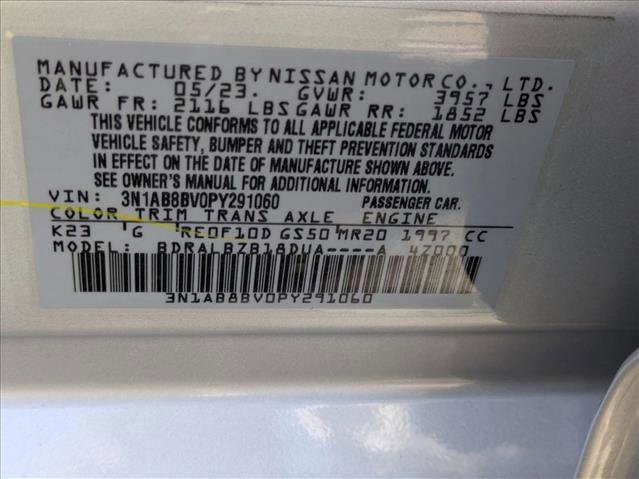 MANUFACTURED BY NISSAN MOTOR CO., LTD.
DATE: 05/23. GVWR: 3957 LBS
GAWR FR: 2116 LBS GAWR RR: 1852 LBS
THIS VEHICLE CONFORMS TO ALL APPLICABLE FEDERAL MOTOR
VEHICLE SAFETY, BUMPER AND THEFT PREVENTION STANDARDS
IN EFFECT ON THE DATE OF MANUFACTURE SHOWN ABOVE.
SEE OWNER'S MANUAL FOR ADDITIONAL INFORMATION.
VIN: 3N1AB8BV0PY291060 PASSENGER CAR.
COLOR TRIM TRANS AXLE ENGINE
K23 'G RE0F10D GS50 'MR20 1997 CC
MODEL: BDRALBZB18DUA----A 4Z000
3N1AB8BV0PY291060